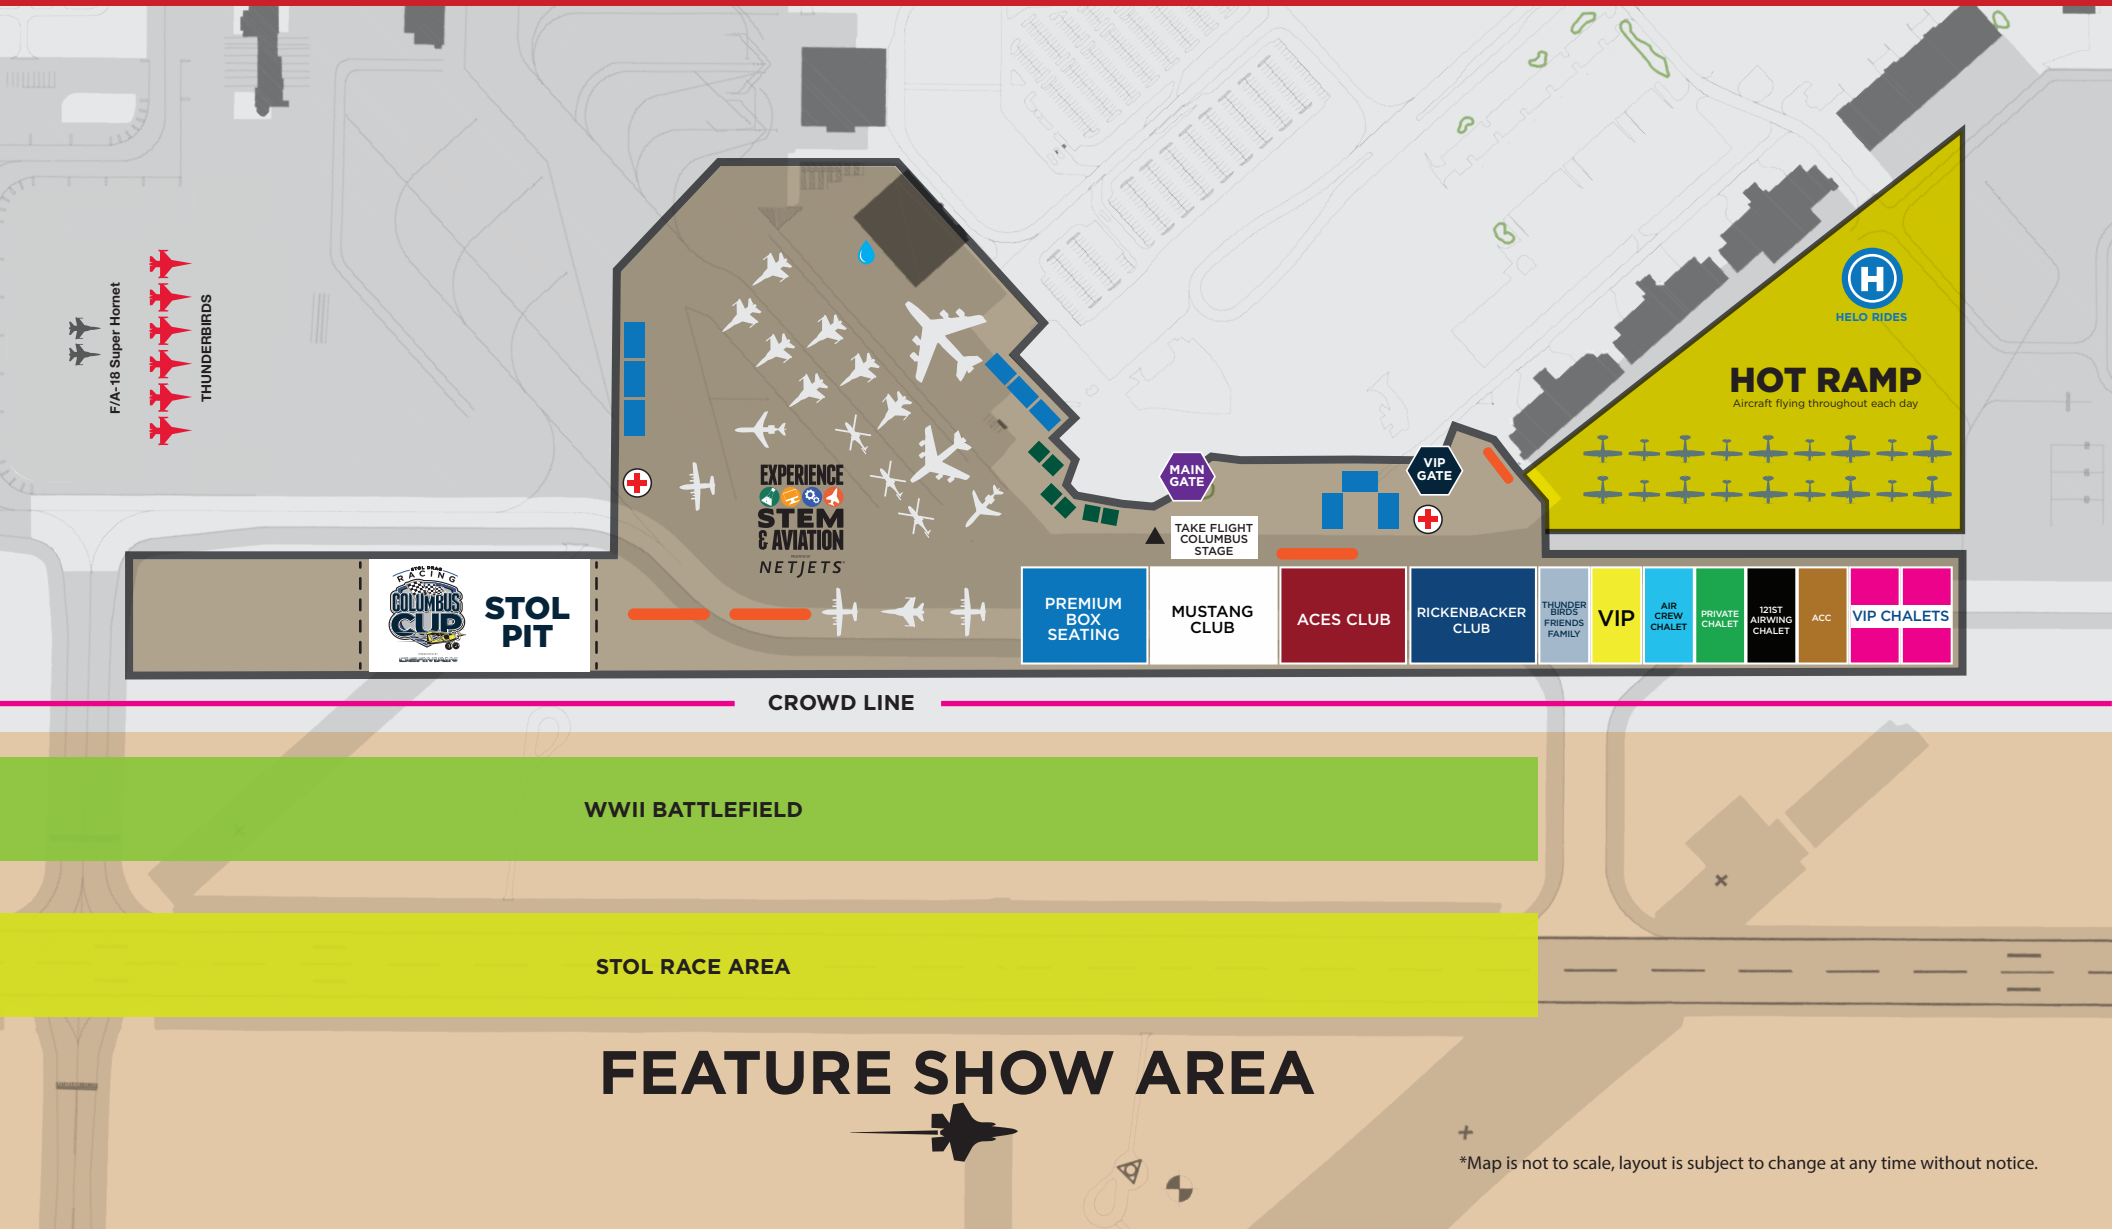 F/A-18 Super Hornet
THUNDERBIRDS
H
HELO RIDES
HOT RAMP
Aircraft flying throughout each day
MAIN
GATE
VIP
GATE
EXPERIENCE
STEM
& AVIATION
NETJETS
TAKE FLIGHT
COLUMBUS
STAGE
STOL DRAG
RACING
COLUMBUS
CUP
STOL
PIT
PREMIUM
BOX
SEATING
MUSTANG
CLUB
ACES CLUB
RICKENBACKER
CLUB
THUNDER
BIRDS
FRIENDS
FAMILY
VIP
AIR
CREW
CHALET
PRIVATE
CHALET
121ST
AIRWING
CHALET
ACC
VIP CHALETS
CROWD LINE
WWII BATTLEFIELD
STOL RACE AREA
FEATURE SHOW AREA
*Map is not to scale, layout is subject to change at any time without notice.